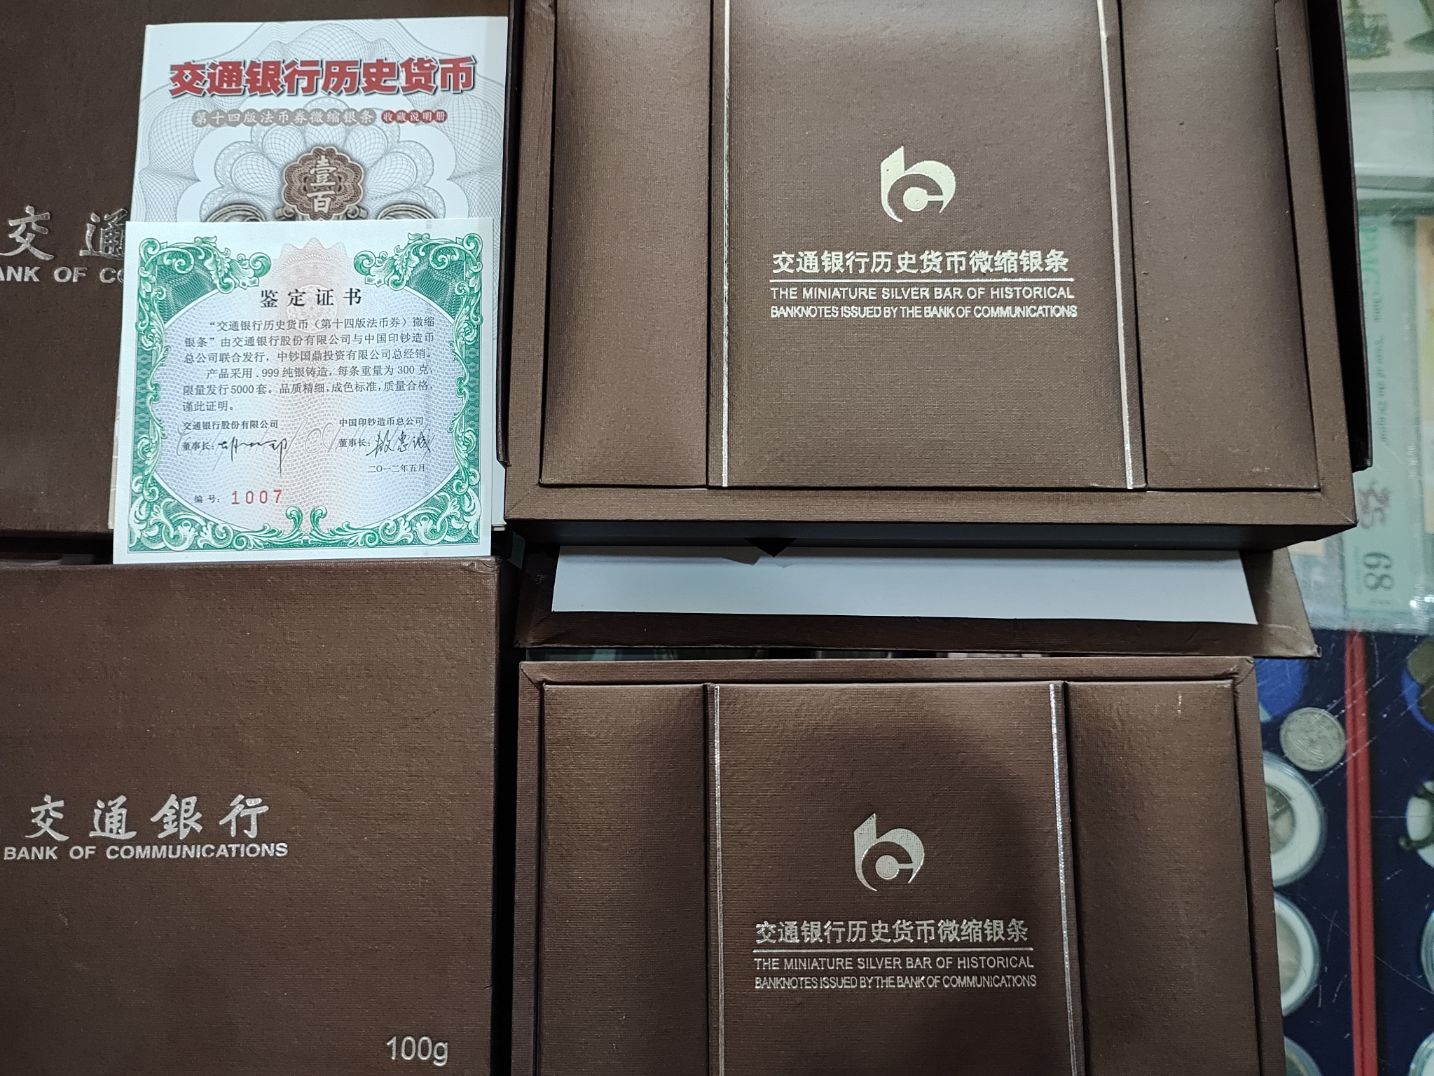 交通银行历史货币
第十四版法币券微缩银条 收藏说明册
壹百
交通
ANK OF CO
鉴定证书
“交通银行历史货币（第十四版法币券）微缩
银条”由交通银行股份有限公司与中国印钞造币
总公司联合发行，中钞国鼎投资有限公司总经销。
产品采用.999纯银铸造，每条重量为300克，
限量发行5000套。品质精细，成色标准，质量合格，
谨此证明。
交通银行股份有限公司 中国印钞造币总公司
董事长： 董事长：
二〇一二年五月
编号：1007
交通银行历史货币微缩银条
THE MINIATURE SILVER BAR OF HISTORICAL
BANKNOTES ISSUED BY THE BANK OF COMMUNICATIONS
交通銀行
BANK OF COMMUNICATIONS
100g
交通银行历史货币微缩银条
THE MINIATURE SILVER BAR OF HISTORICAL
BANKNOTES ISSUED BY THE BANK OF COMMUNICATIONS
Year of the Dragon
68